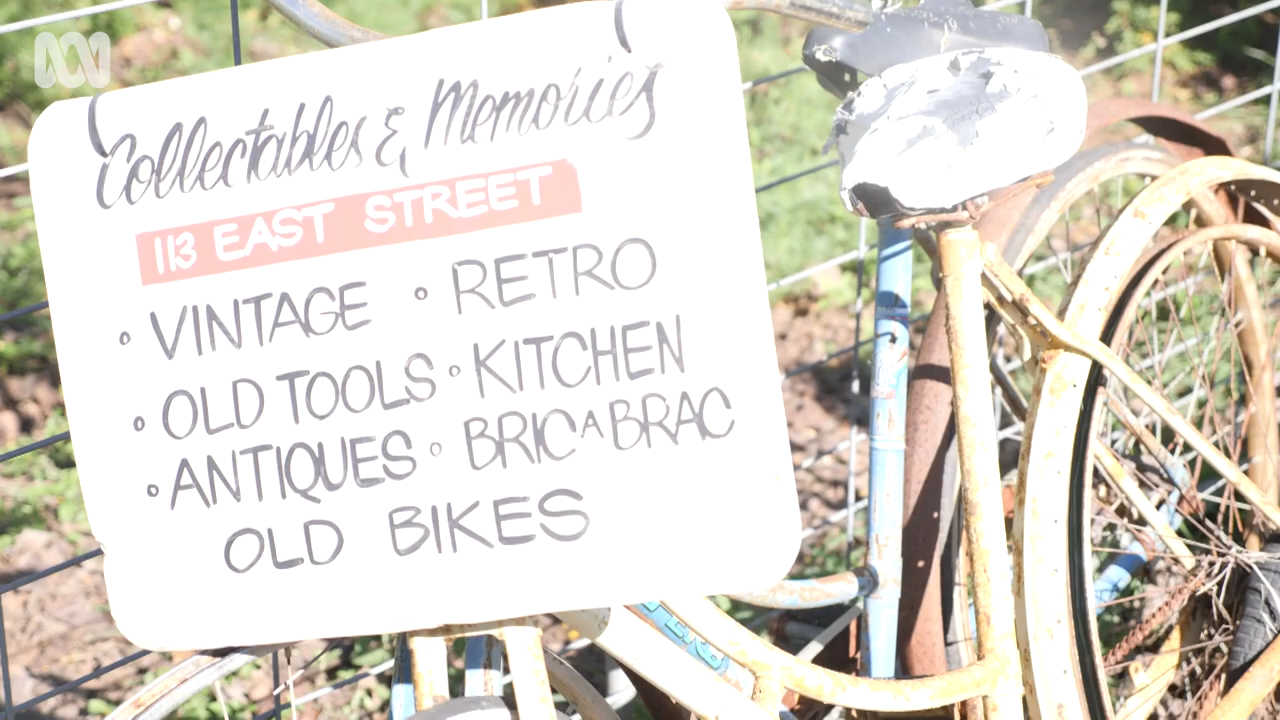 Collectables & Memories
113 EAST STREET
◦ VINTAGE ◦ RETRO
◦ OLD TOOLS ◦ KITCHEN
◦ ANTIQUES ◦ BRIC A BRAC
OLD BIKES